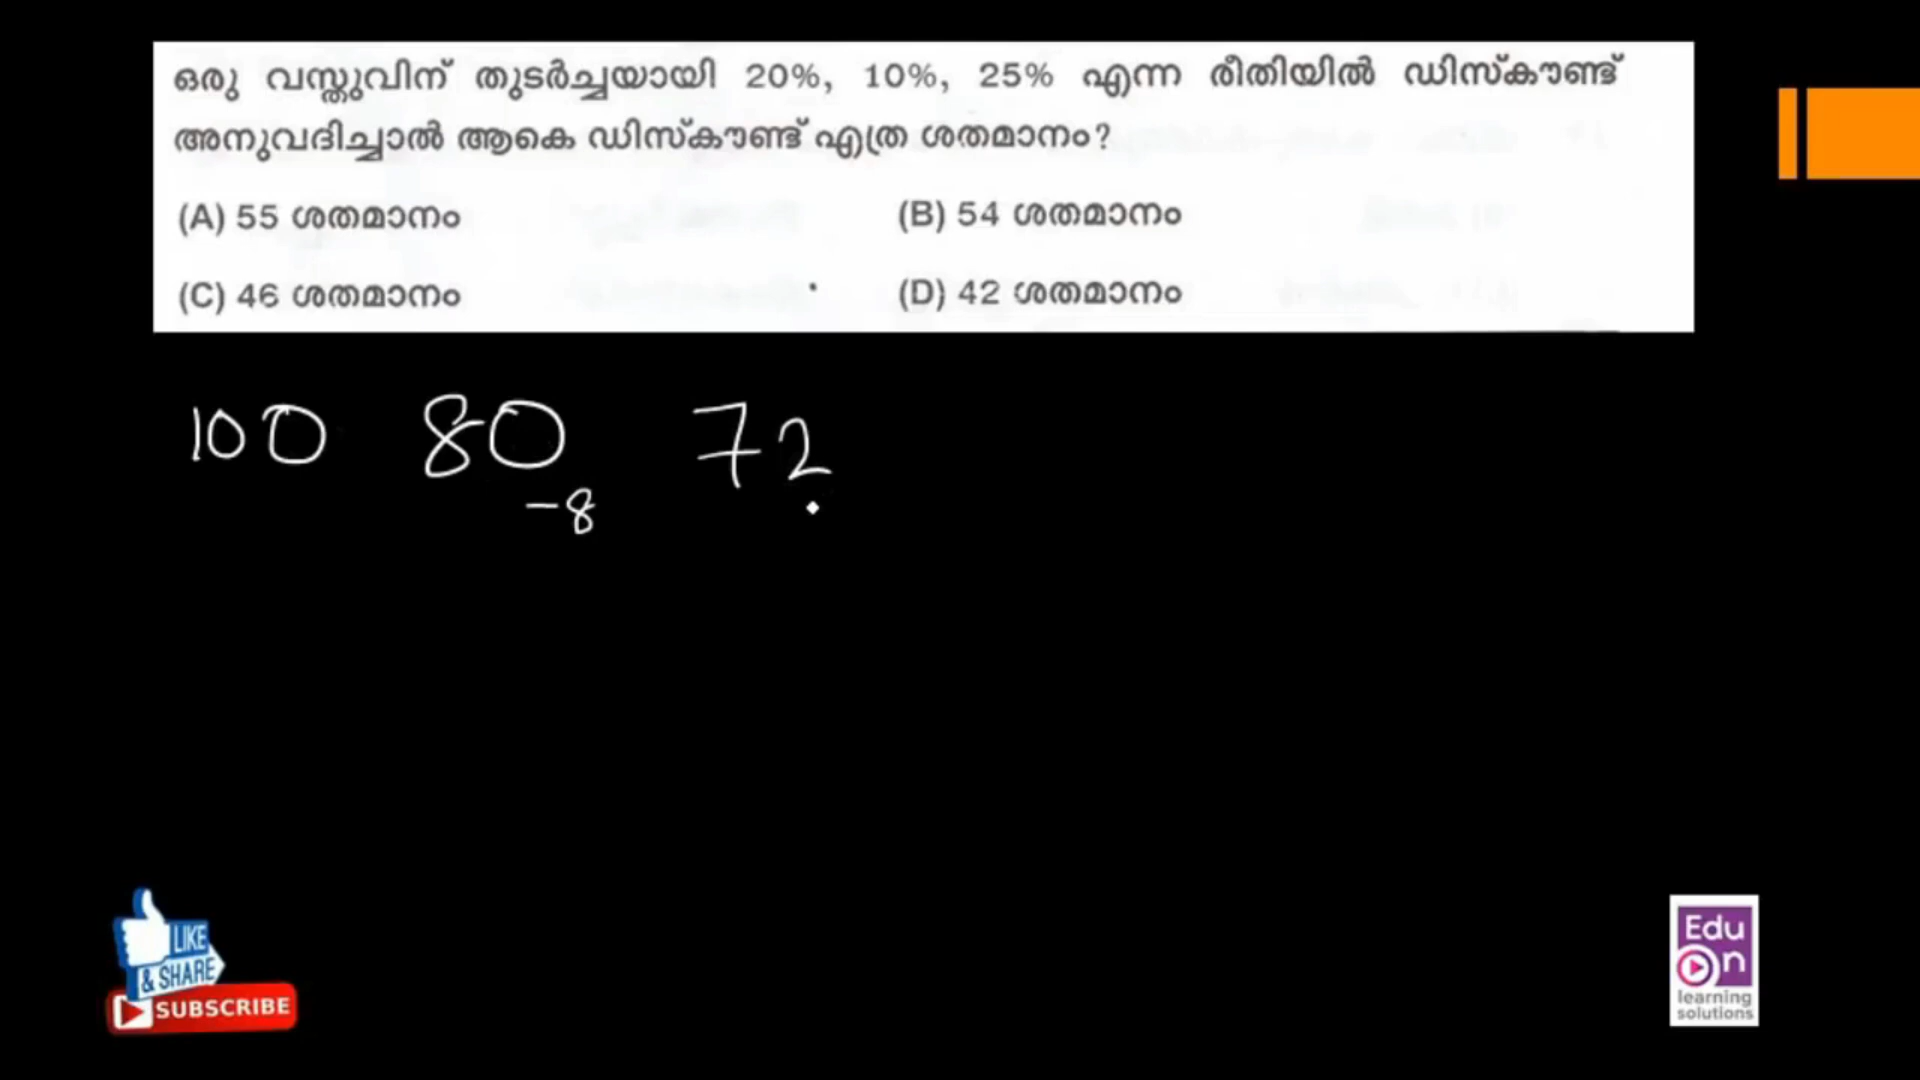 ഒരു വസ്തുവിന് തുടർച്ചയായി 20%, 10%, 25% എന്ന രീതിയിൽ ഡിസ്കൗണ്ട്
അനുവദിച്ചാൽ ആകെ ഡിസ്കൗണ്ട് എത്ര ശതമാനം?
(A) 55 ശതമാനം (B) 54 ശതമാനം
(C) 46 ശതമാനം (D) 42 ശതമാനം
100 80 72
-8
LIKE
& SHARE
SUBSCRIBE
Edu
On
learning
solutions